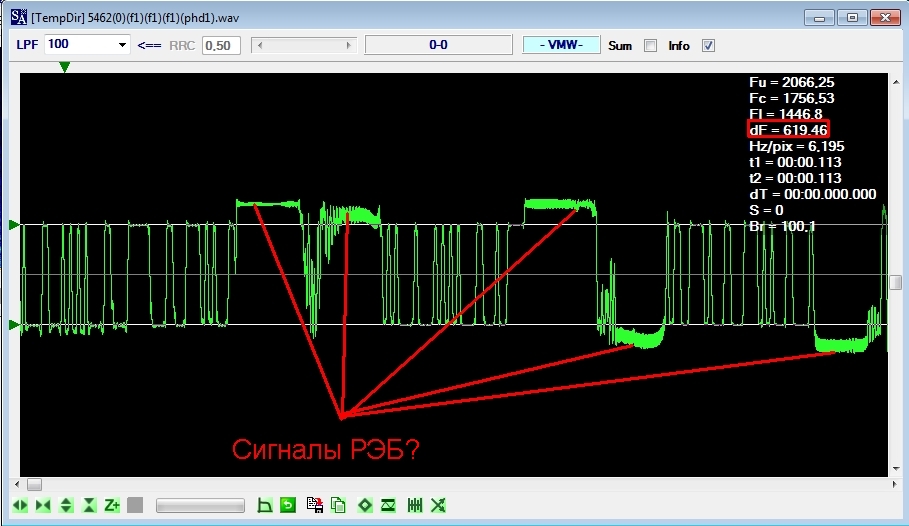 [TempDir] 5462(0)(f1)(f1)(f1)(phd1).wav
LPF 100 <== RRC 0,50 0-0 - VMW- Sum Info
Fu = 2066,25
Fc = 1756,53
Fl = 1446,8
dF = 619,46
Hz/pix = 6,195
t1 = 00:00.113
t2 = 00:00.113
dT = 00:00.000.000
S = 0
Br = 100,1
Сигналы РЭБ?
Z+